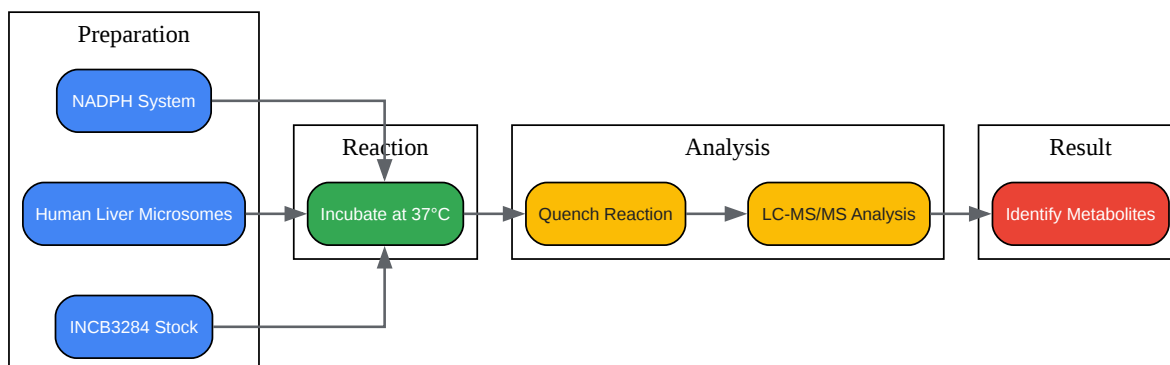 Preparation
NADPH System
Human Liver Microsomes
INCB3284 Stock
Reaction
Incubate at 37°C
Analysis
Quench Reaction
LC-MS/MS Analysis
Result
Identify Metabolites